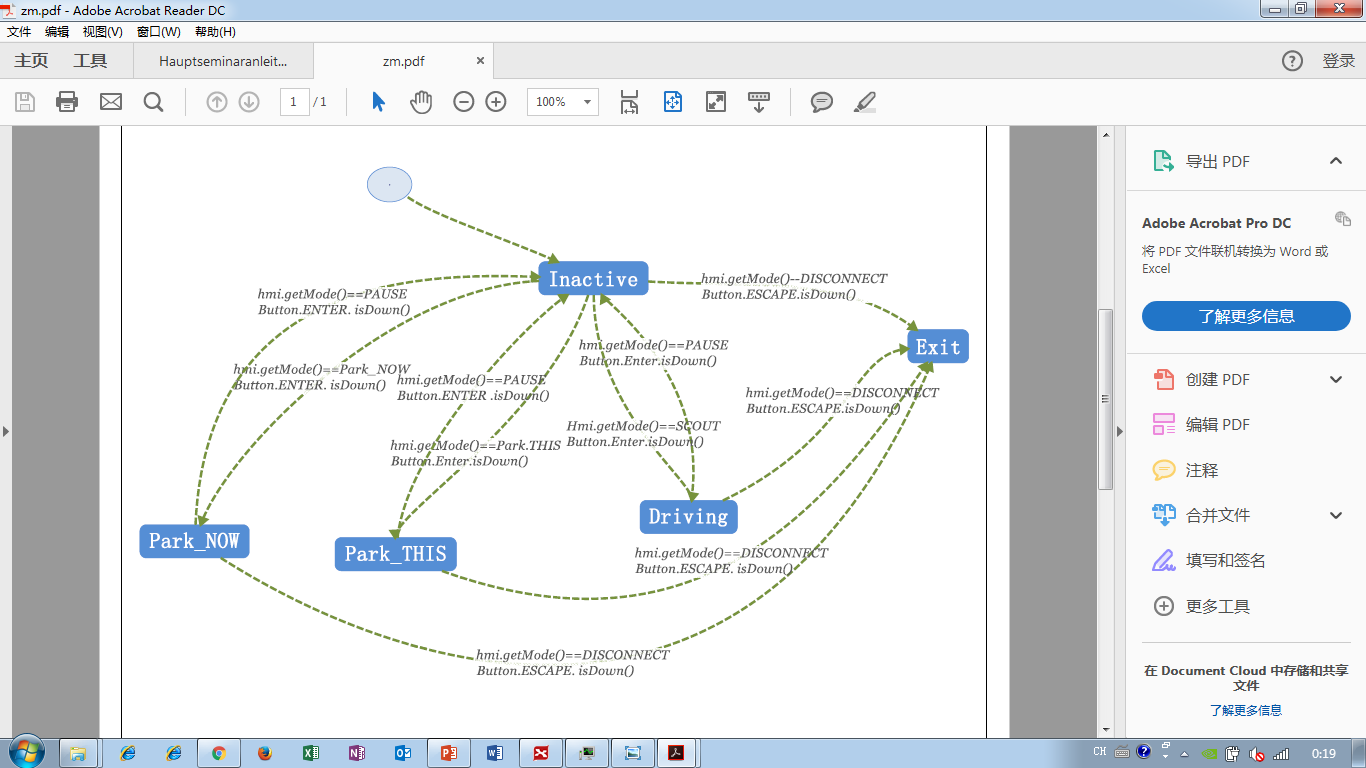 zm.pdf - Adobe Acrobat Reader DC
文件 编辑 视图(V) 窗口(W) 帮助(H)
主页 工具 Hauptseminaranleit... zm.pdf × 登录
1 / 1 100%
Inactive
hmi.getMode()--DISCONNECT
Button.ESCAPE.isDown()
hmi.getMode()==PAUSE
Button.ENTER. isDown()
Exit
hmi.getMode()==PAUSE
Button.Enter.isDown()
hmi.getMode()==Park_NOW
Button.ENTER. isDown()
hmi.getMode()==PAUSE
Button.ENTER .isDown()
hmi.getMode()==DISCONNECT
Button.ESCAPE.isDown()
Hmi.getMode()==SCOUT
Button.Enter.isDown()
hmi.getMode()==Park.THIS
Button.Enter.isDown()
Driving
Park_NOW
Park_THIS
hmi.getMode()==DISCONNECT
Button.ESCAPE. isDown()
hmi.getMode()==DISCONNECT
Button.ESCAPE. isDown()
导出 PDF
Adobe Acrobat Pro DC
将 PDF 文件联机转换为 Word 或
Excel
了解更多信息
创建 PDF
编辑 PDF
注释
合并文件
填写和签名
更多工具
在 Document Cloud 中存储和共享
文件
了解更多信息
CH 0:19